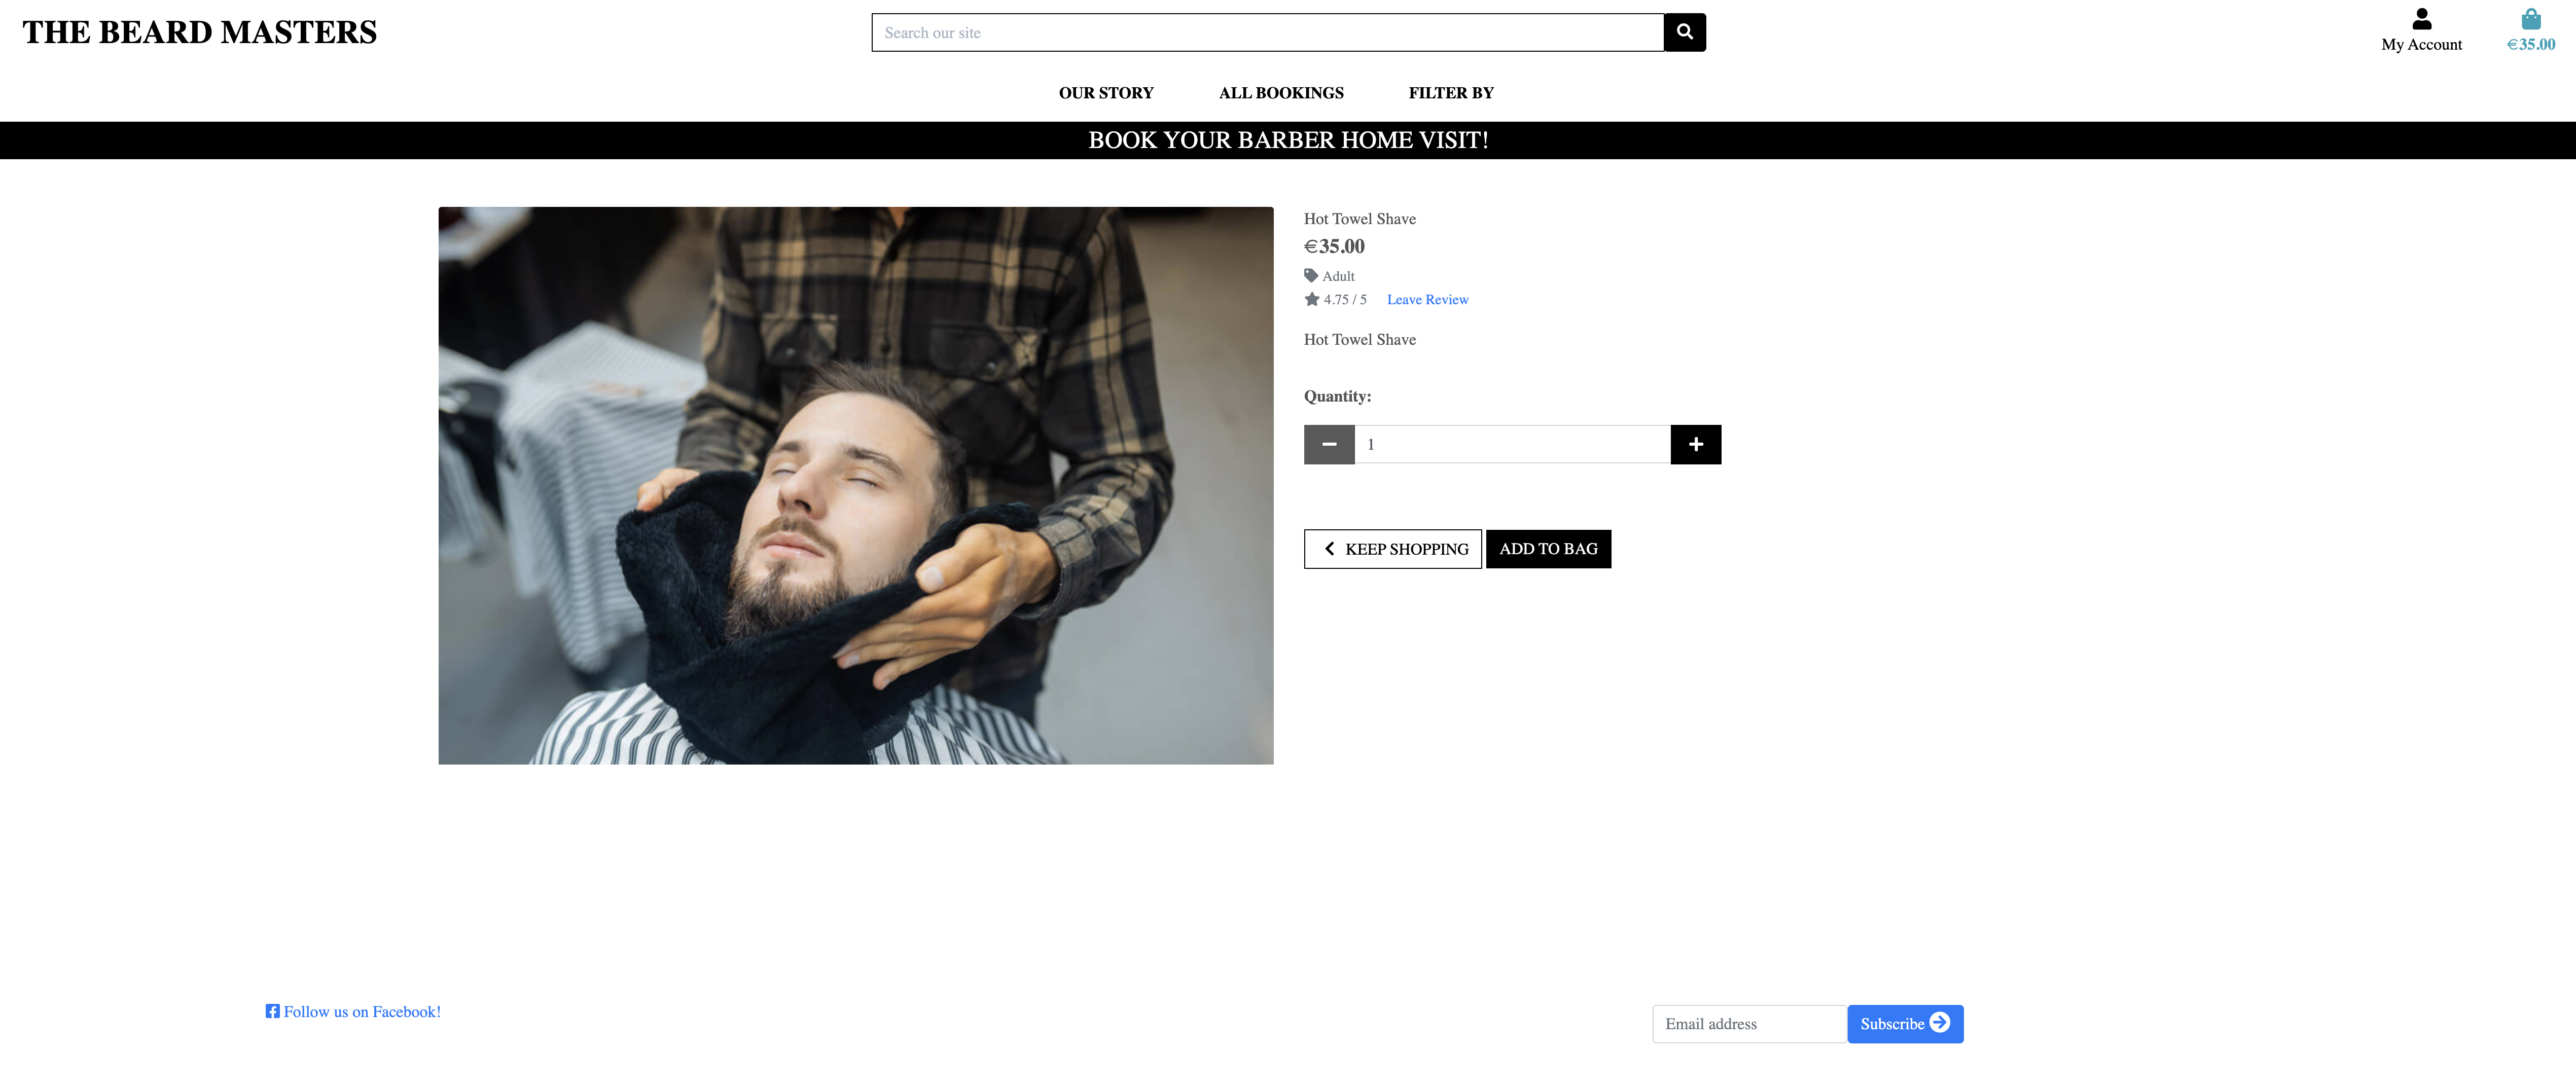 THE BEARD MASTERS
Search our site
My Account
€35.00
OUR STORY
ALL BOOKINGS
FILTER BY
BOOK YOUR BARBER HOME VISIT!
Hot Towel Shave
€35.00
Adult
4.75 / 5 Leave Review
Hot Towel Shave
Quantity:
1
KEEP SHOPPING
ADD TO BAG
Follow us on Facebook!
Email address
Subscribe